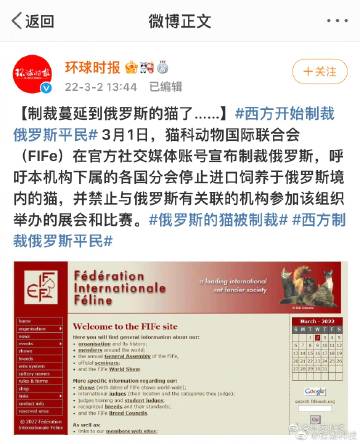 返回
微博正文
环球时报
环球时报
22-3-2 13:44 已编辑
+关注
【制裁蔓延到俄罗斯的猫了......】#西方开始制裁
俄罗斯平民# 3月1日，猫科动物国际联合会
（FIFe）在官方社交媒体账号宣布制裁俄罗斯，呼
吁本机构下属的各国分会停止进口饲养于俄罗斯境
内的猫，并禁止与俄罗斯有关联的机构参加该组织
举办的展会和比赛。#俄罗斯的猫被制裁# #西方制
裁俄罗斯平民#
Fédération
Internationale
Féline
a leading international
cat fancier society
home
organisation
news
events
shows
breeds
ems system
cattery names
rules & forms
shop
links
contact info
reserved area
© 2022 Fédération
Internationale Féline
Welcome to the FIFe site
Here you will find general information about our:
organisation and its history;
members around the world;
the annual General Assembly of the FIFe,
official seminars;
and the FIFe World Show
More specific information regarding our:
shows (with dates of FIFe shows world-wide);
international judges (their location and the categories they judge);
judges training and student judges;
recognised breeds and their standards;
and the FIFe Breed Councils
As well as:
links to our members web sites.
March - 2022
Google